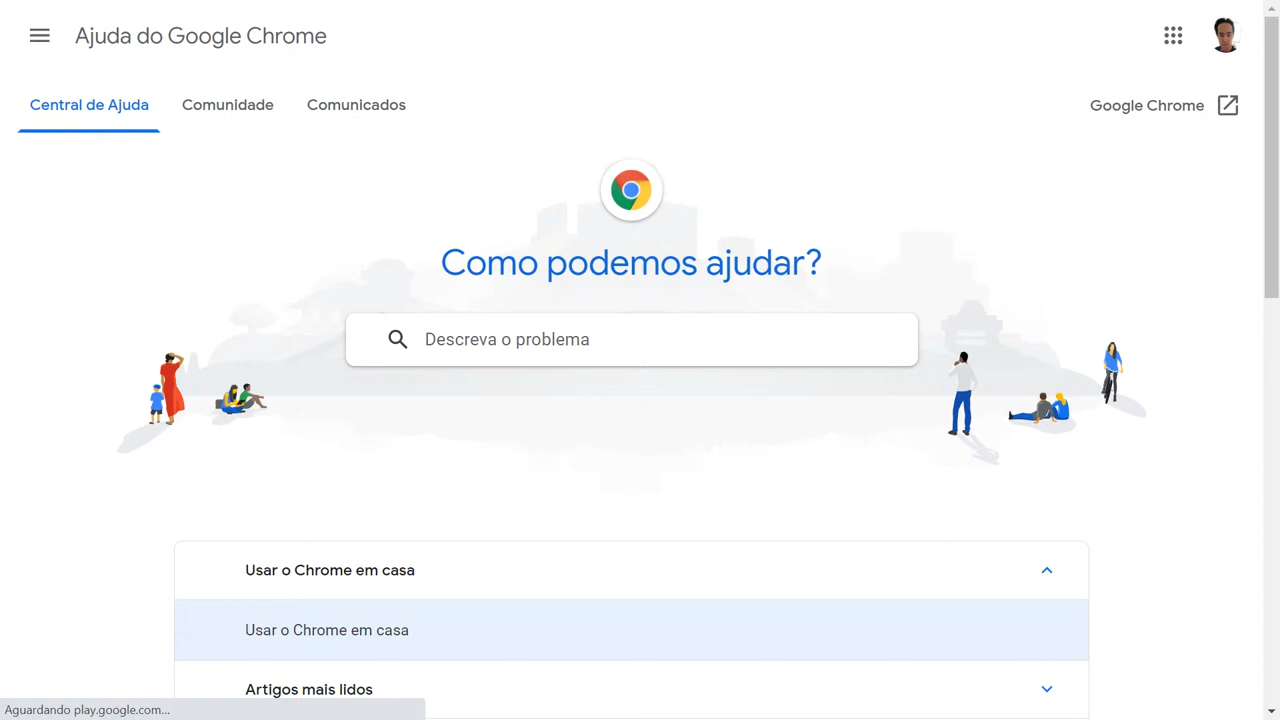 Ajuda do Google Chrome
Central de Ajuda
Comunidade
Comunicados
Google Chrome
Como podemos ajudar?
Descreva o problema
Usar o Chrome em casa
Usar o Chrome em casa
Artigos mais lidos
Aguardando play.google.com...